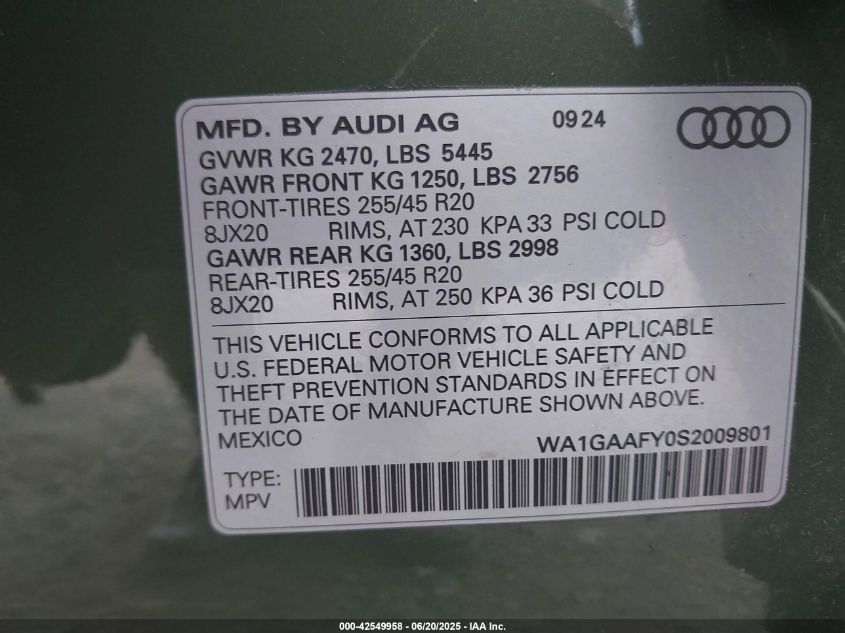 MFD. BY AUDI AG 09 24
GVWR KG 2470, LBS 5445
GAWR FRONT KG 1250, LBS 2756
FRONT-TIRES 255/45 R20
8JX20 RIMS, AT 230 KPA 33 PSI COLD
GAWR REAR KG 1360, LBS 2998
REAR-TIRES 255/45 R20
8JX20 RIMS, AT 250 KPA 36 PSI COLD
THIS VEHICLE CONFORMS TO ALL APPLICABLE
U.S. FEDERAL MOTOR VEHICLE SAFETY AND
THEFT PREVENTION STANDARDS IN EFFECT ON
THE DATE OF MANUFACTURE SHOWN ABOVE.
MEXICO WA1GAAFY0S2009801
TYPE:
MPV
000-42549958 - 06/20/2025 - IAA Inc.